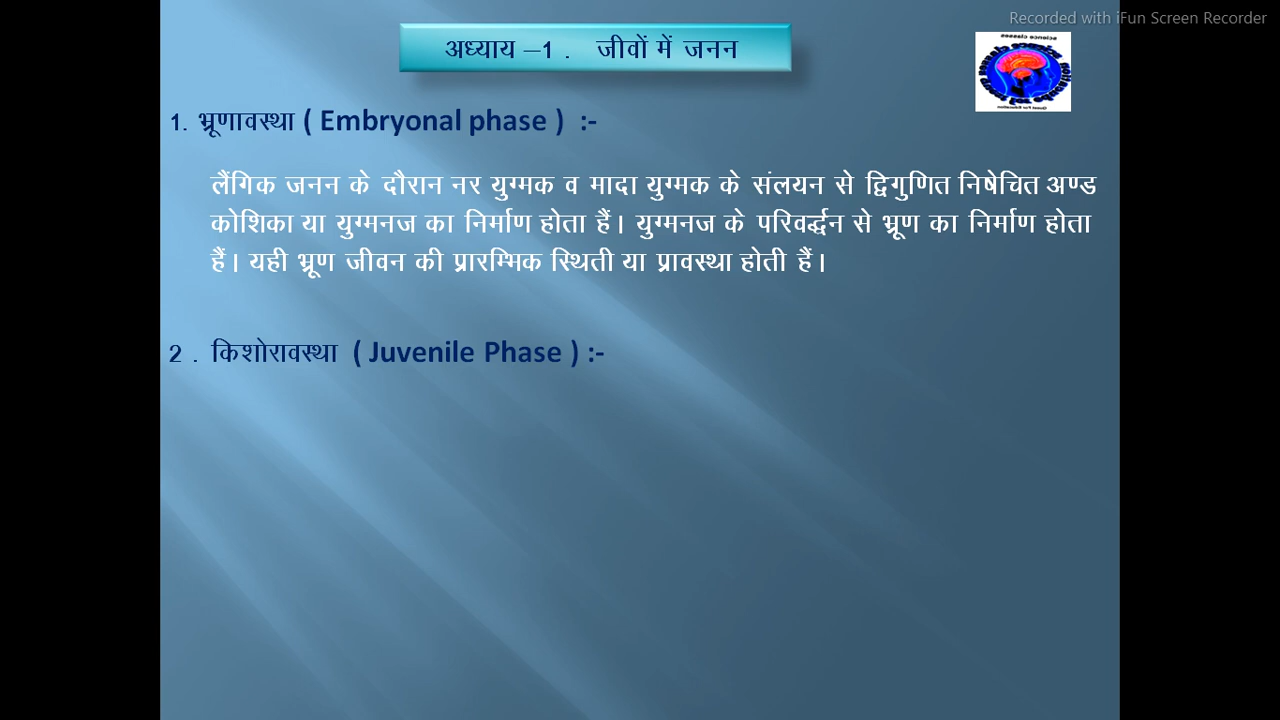 Recorded with iFun Screen Recorder
अध्याय –1 . जीवों में जनन
1. भ्रूणावस्था ( Embryonal phase ) :-
लैंगिक जनन के दौरान नर युग्मक व मादा युग्मक के संलयन से द्विगुणित निषेचित अण्ड
कोशिका या युग्मनज का निर्माण होता हैं। युग्मनज के परिवर्द्धन से भ्रूण का निर्माण होता
हैं। यही भ्रूण जीवन की प्रारम्भिक स्थिती या प्रावस्था होती हैं।
2 . किशोरावस्था ( Juvenile Phase ) :-